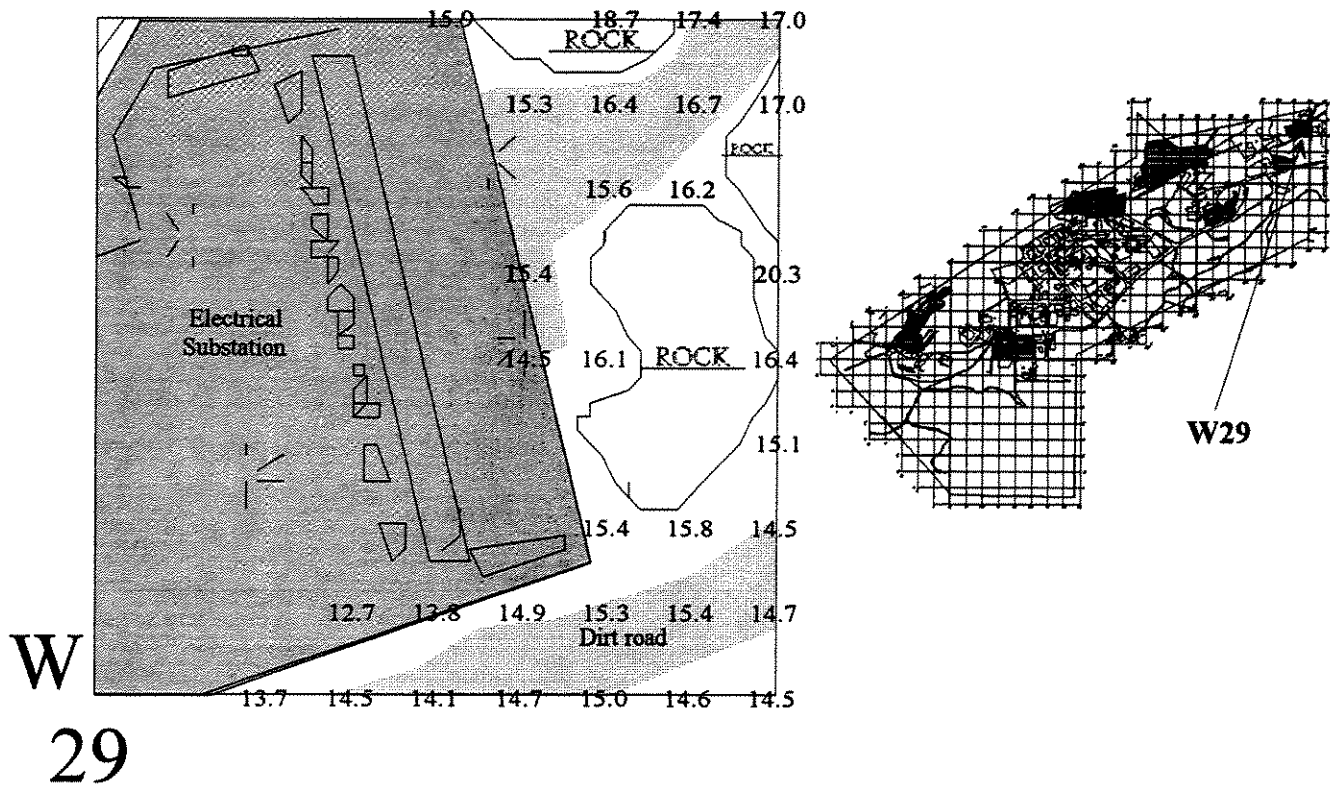 15.9 18.7 17.4 17.0
ROCK
15.3 16.4 16.7 17.0
ROCK
15.6 16.2
15.4 20.3
Electrical
Substation
14.5 16.1 ROCK 16.4
W29
15.1
15.4 15.8 14.5
12.7 13.8 14.9 15.3 15.4 14.7
Dirt road
W
13.7 14.5 14.1 14.7 15.0 14.6 14.5
29